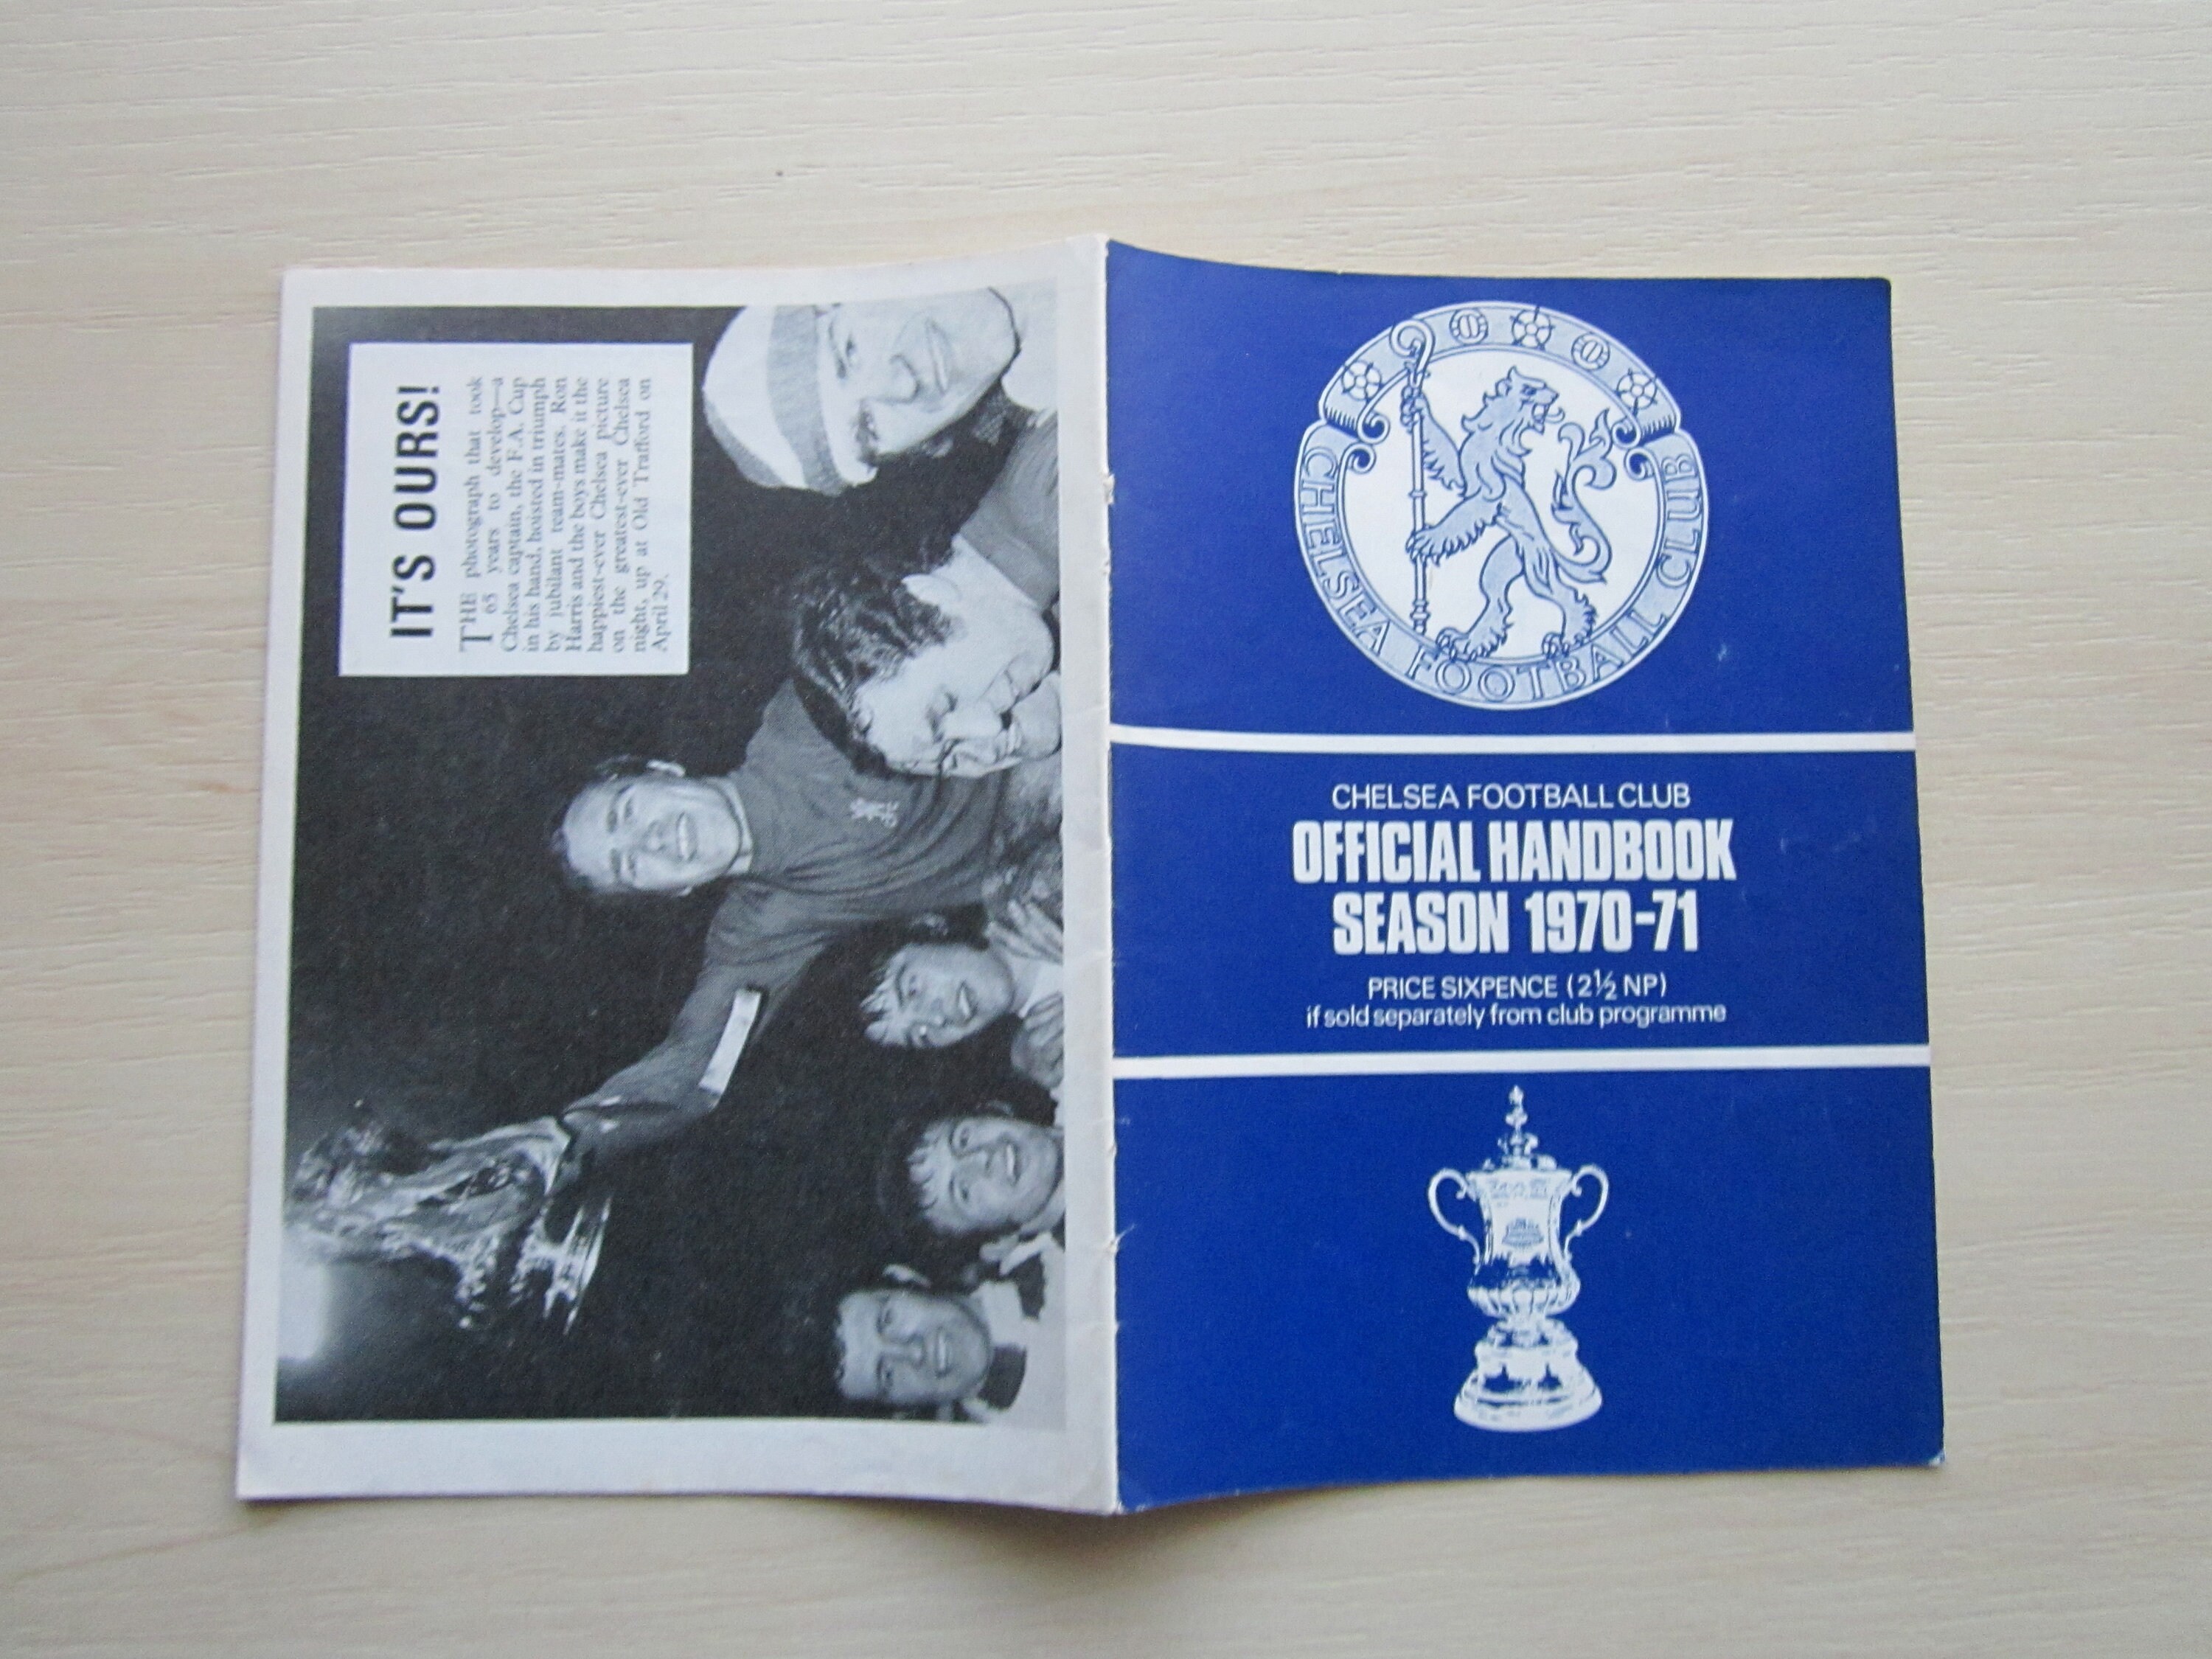 IT'S OURS!
THE photograph that took
65 years to develop—a
Chelsea captain, the F.A. Cup
in his hand, hoisted in triumph
by jubilant team-mates. Ron
Harris and the boys make it the
happiest-ever Chelsea picture
on the greatest-ever Chelsea
night, up at Old Trafford on
April 29.
CHELSEA FOOTBALL CLUB
CHELSEA FOOTBALL CLUB
OFFICIAL HANDBOOK
SEASON 1970-71
PRICE SIXPENCE (2½ NP)
if sold separately from club programme